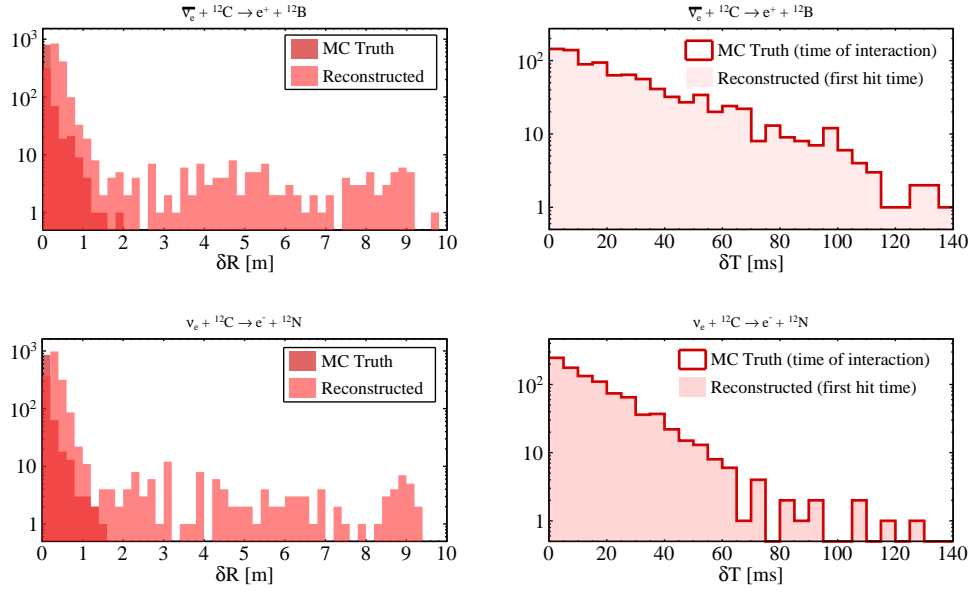 ν̅ₑ + ¹²C → e⁺ + ¹²B
MC Truth
Reconstructed
10³
10²
10
1
0 1 2 3 4 5 6 7 8 9 10
δR [m]
ν̅ₑ + ¹²C → e⁺ + ¹²B
MC Truth (time of interaction)
Reconstructed (first hit time)
10²
10
1
0 20 40 60 80 100 120 140
δT [ms]
νₑ + ¹²C → e⁻ + ¹²N
MC Truth
Reconstructed
10³
10²
10
1
0 1 2 3 4 5 6 7 8 9 10
δR [m]
νₑ + ¹²C → e⁻ + ¹²N
MC Truth (time of interaction)
Reconstructed (first hit time)
10²
10
1
0 20 40 60 80 100 120 140
δT [ms]